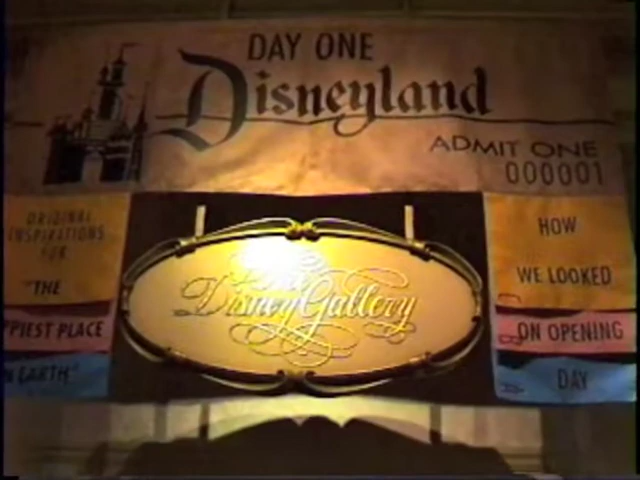 DAY ONE
Disneyland
ADMIT ONE
000001
ORIGINAL
INSPIRATIONS
FOR
"THE
PPIEST PLACE
N EARTH"
The
Disney Gallery
HOW
WE LOOKED
ON OPENING
DAY